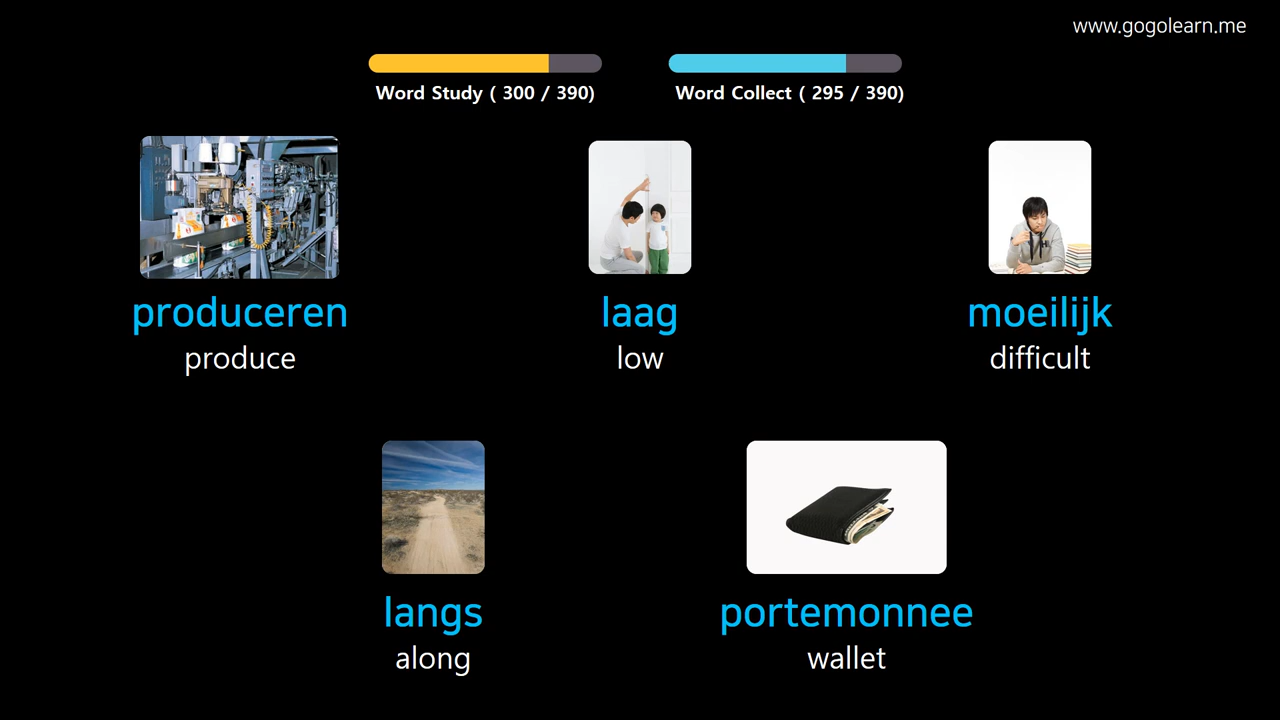 www.gogolearn.me
Word Study ( 300 / 390)
Word Collect ( 295 / 390)
produceren
produce
laag
low
moeilijk
difficult
langs
along
portemonnee
wallet